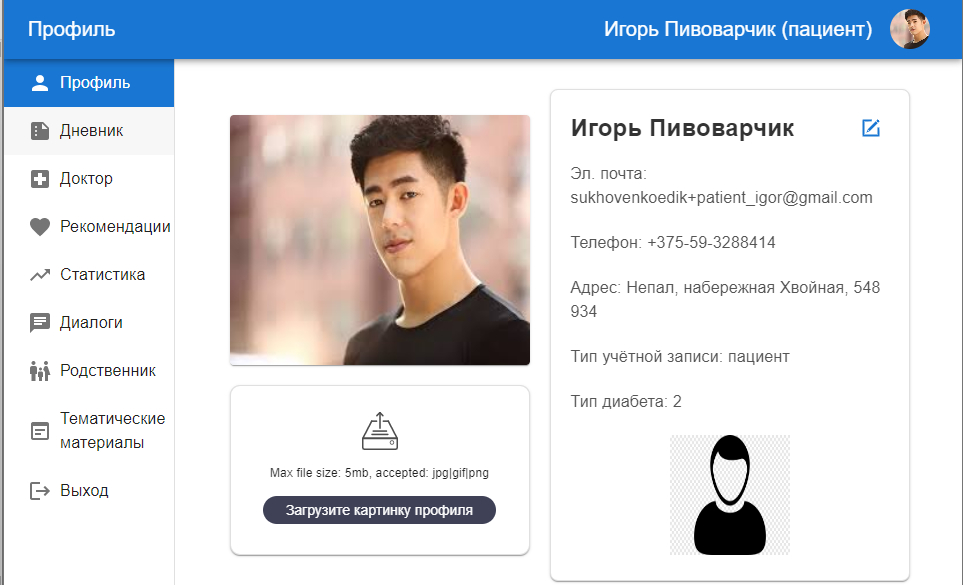 Профиль
Игорь Пивоварчик (пациент)
Профиль
Дневник
Доктор
Рекомендации
Статистика
Диалоги
Родственник
Тематические
материалы
Выход
Max file size: 5mb, accepted: jpg|gif|png
Загрузите картинку профиля
Игорь Пивоварчик
Эл. почта:
sukhovenkoedik+patient_igor@gmail.com
Телефон: +375-59-3288414
Адрес: Непал, набережная Хвойная, 548
934
Тип учётной записи: пациент
Тип диабета: 2